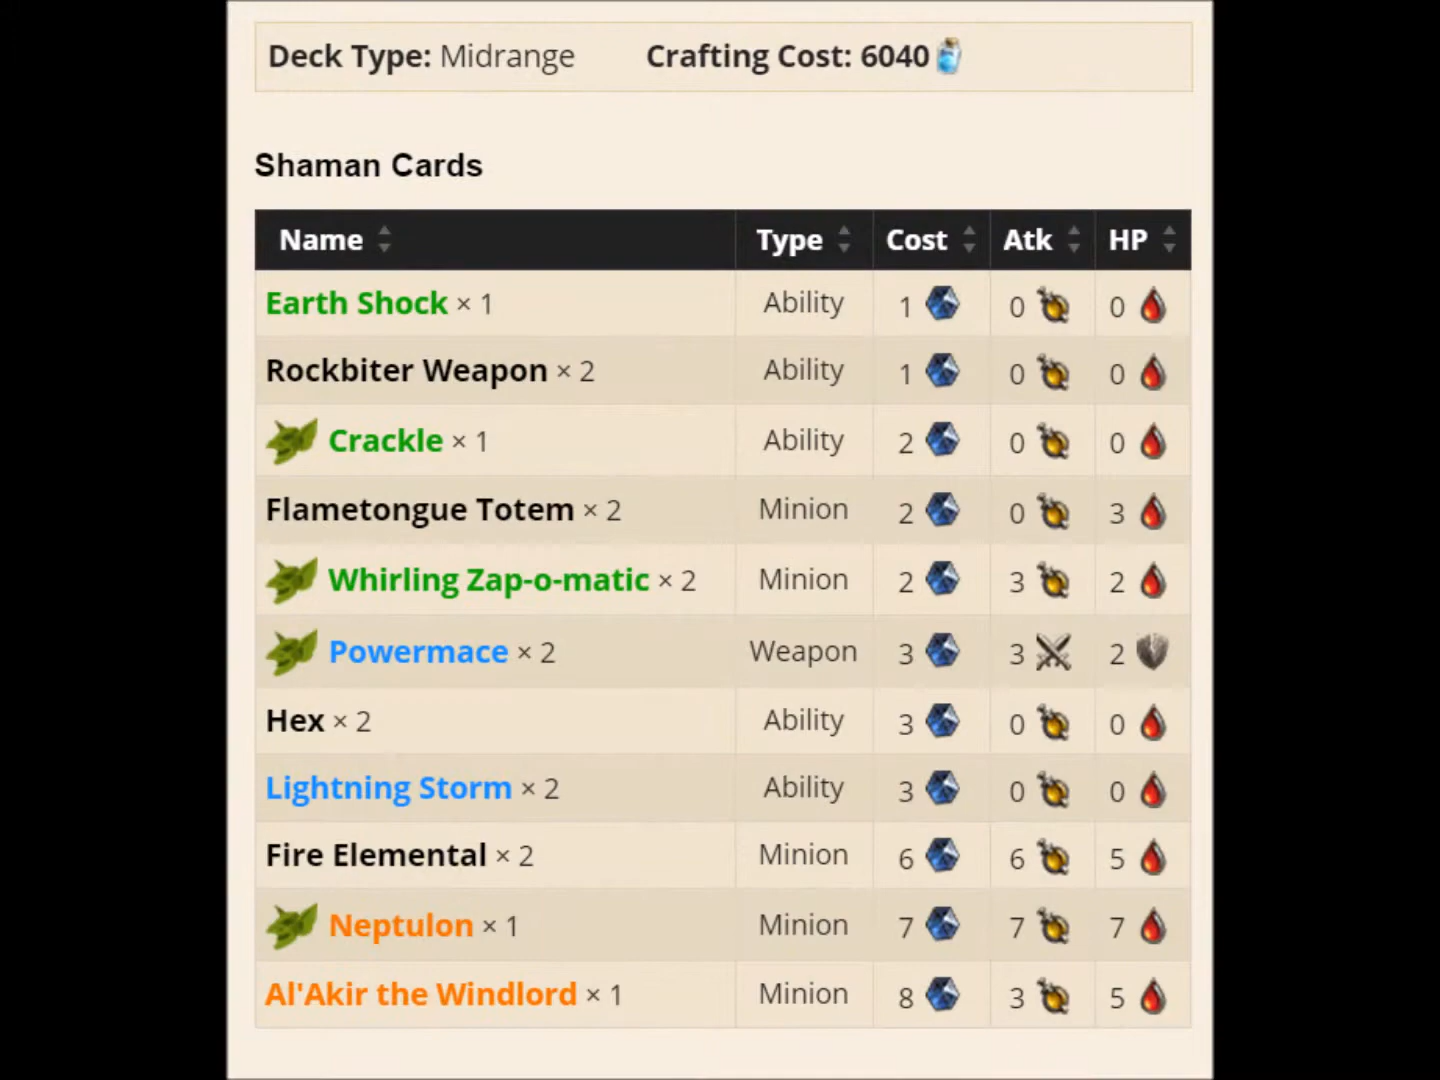 Deck Type: Midrange Crafting Cost: 6040
Shaman Cards
Name Type Cost Atk HP
Earth Shock × 1 Ability 1 0 0
Rockbiter Weapon × 2 Ability 1 0 0
Crackle × 1 Ability 2 0 0
Flametongue Totem × 2 Minion 2 0 3
Whirling Zap-o-matic × 2 Minion 2 3 2
Powermace × 2 Weapon 3 3 2
Hex × 2 Ability 3 0 0
Lightning Storm × 2 Ability 3 0 0
Fire Elemental × 2 Minion 6 6 5
Neptulon × 1 Minion 7 7 7
Al'Akir the Windlord × 1 Minion 8 3 5